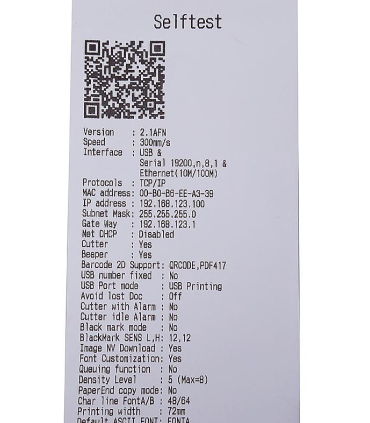 Selftest
Version : 2.1AFN
Speed : 300mm/s
Interface : USB &
Serial 19200,n,8,1 &
Ethernet(10M/100M)
Protocols : TCP/IP
MAC address: 00-B0-B6-EE-A3-39
IP address : 192.168.123.100
Subnet Mask: 255.255.255.0
Gate Way : 192.168.123.1
Net DHCP : Disabled
Cutter : Yes
Beeper : Yes
Barcode 2D Support: QRCODE,PDF417
USB number fixed : No
USB Port mode : USB Printing
Avoid lost Doc : Off
Cutter with Alarm : No
Cutter idle Alarm : No
Black mark mode : No
BlackMark SENS L,H: 12,12
Image NV Download : Yes
Font Customization: Yes
Queuing function : No
Density Level : 5 (Max=8)
PaperEnd copy mode: No
Char line FontA/B : 48/64
Printing width : 72mm
Default ASCII FONT: FONTA